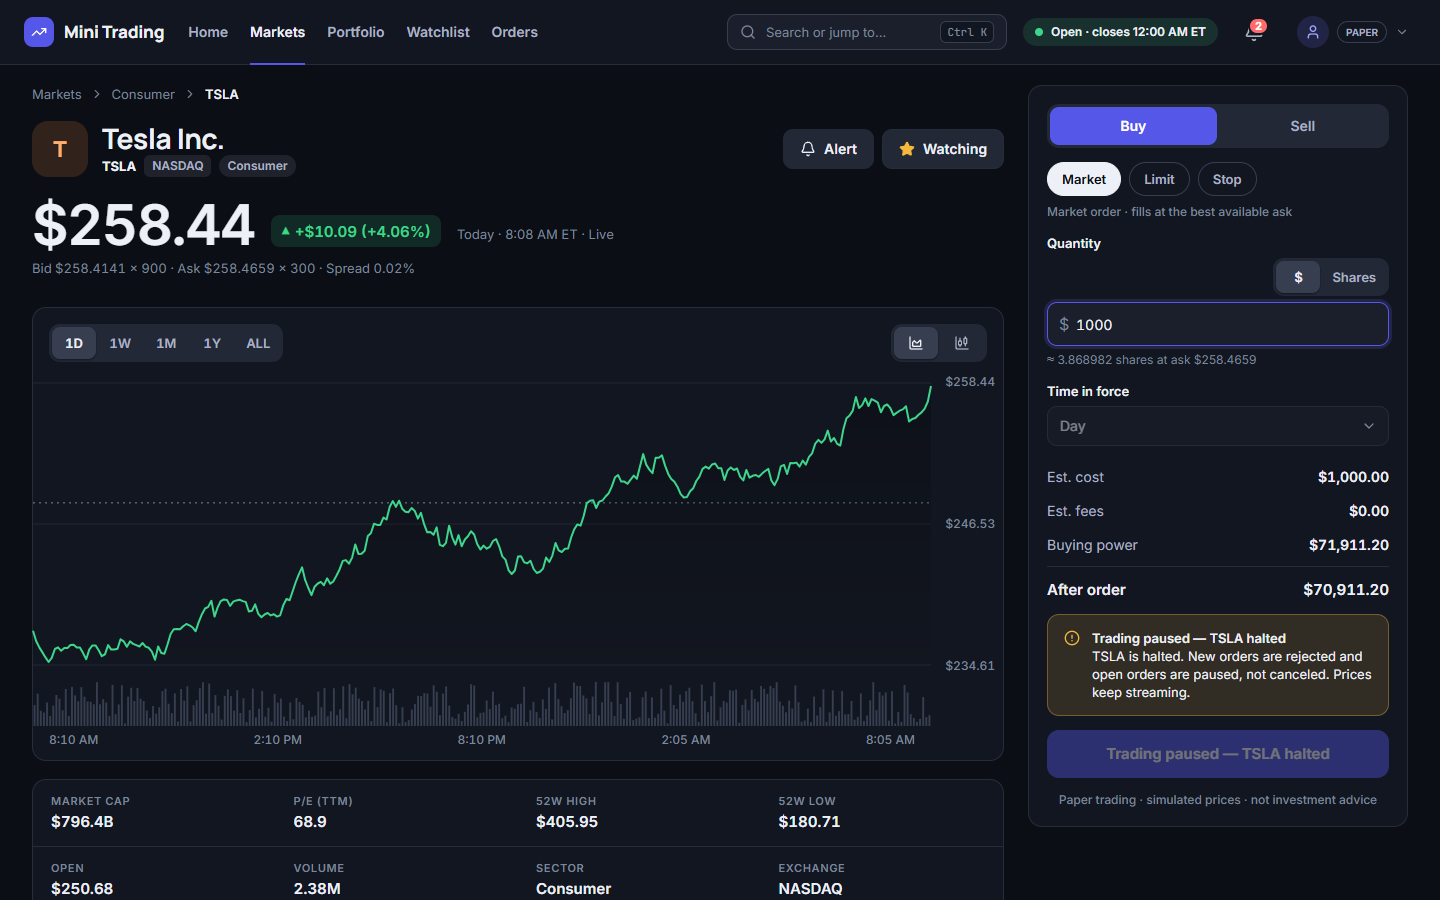 Mini Trading
Home
Markets
Portfolio
Watchlist
Orders
Search or jump to...
Ctrl K
Open · closes 12:00 AM ET
2
PAPER
Markets > Consumer > TSLA
T
Tesla Inc.
TSLA
NASDAQ
Consumer
Alert
Watching
$258.44
▲ +$10.09 (+4.06%)
Today · 8:08 AM ET · Live
Bid $258.4141 × 900 · Ask $258.4659 × 300 · Spread 0.02%
1D
1W
1M
1Y
ALL
$258.44
$246.53
$234.61
8:10 AM
2:10 PM
8:10 PM
2:05 AM
8:05 AM
MARKET CAP
$796.4B
P/E (TTM)
68.9
52W HIGH
$405.95
52W LOW
$180.71
OPEN
$250.68
VOLUME
2.38M
SECTOR
Consumer
EXCHANGE
NASDAQ
Buy
Sell
Market
Limit
Stop
Market order · fills at the best available ask
Quantity
$
Shares
$ 1000
≈ 3.868982 shares at ask $258.4659
Time in force
Day
Est. cost
$1,000.00
Est. fees
$0.00
Buying power
$71,911.20
After order
$70,911.20
Trading paused — TSLA halted
TSLA is halted. New orders are rejected and
open orders are paused, not canceled. Prices
keep streaming.
Trading paused — TSLA halted
Paper trading · simulated prices · not investment advice